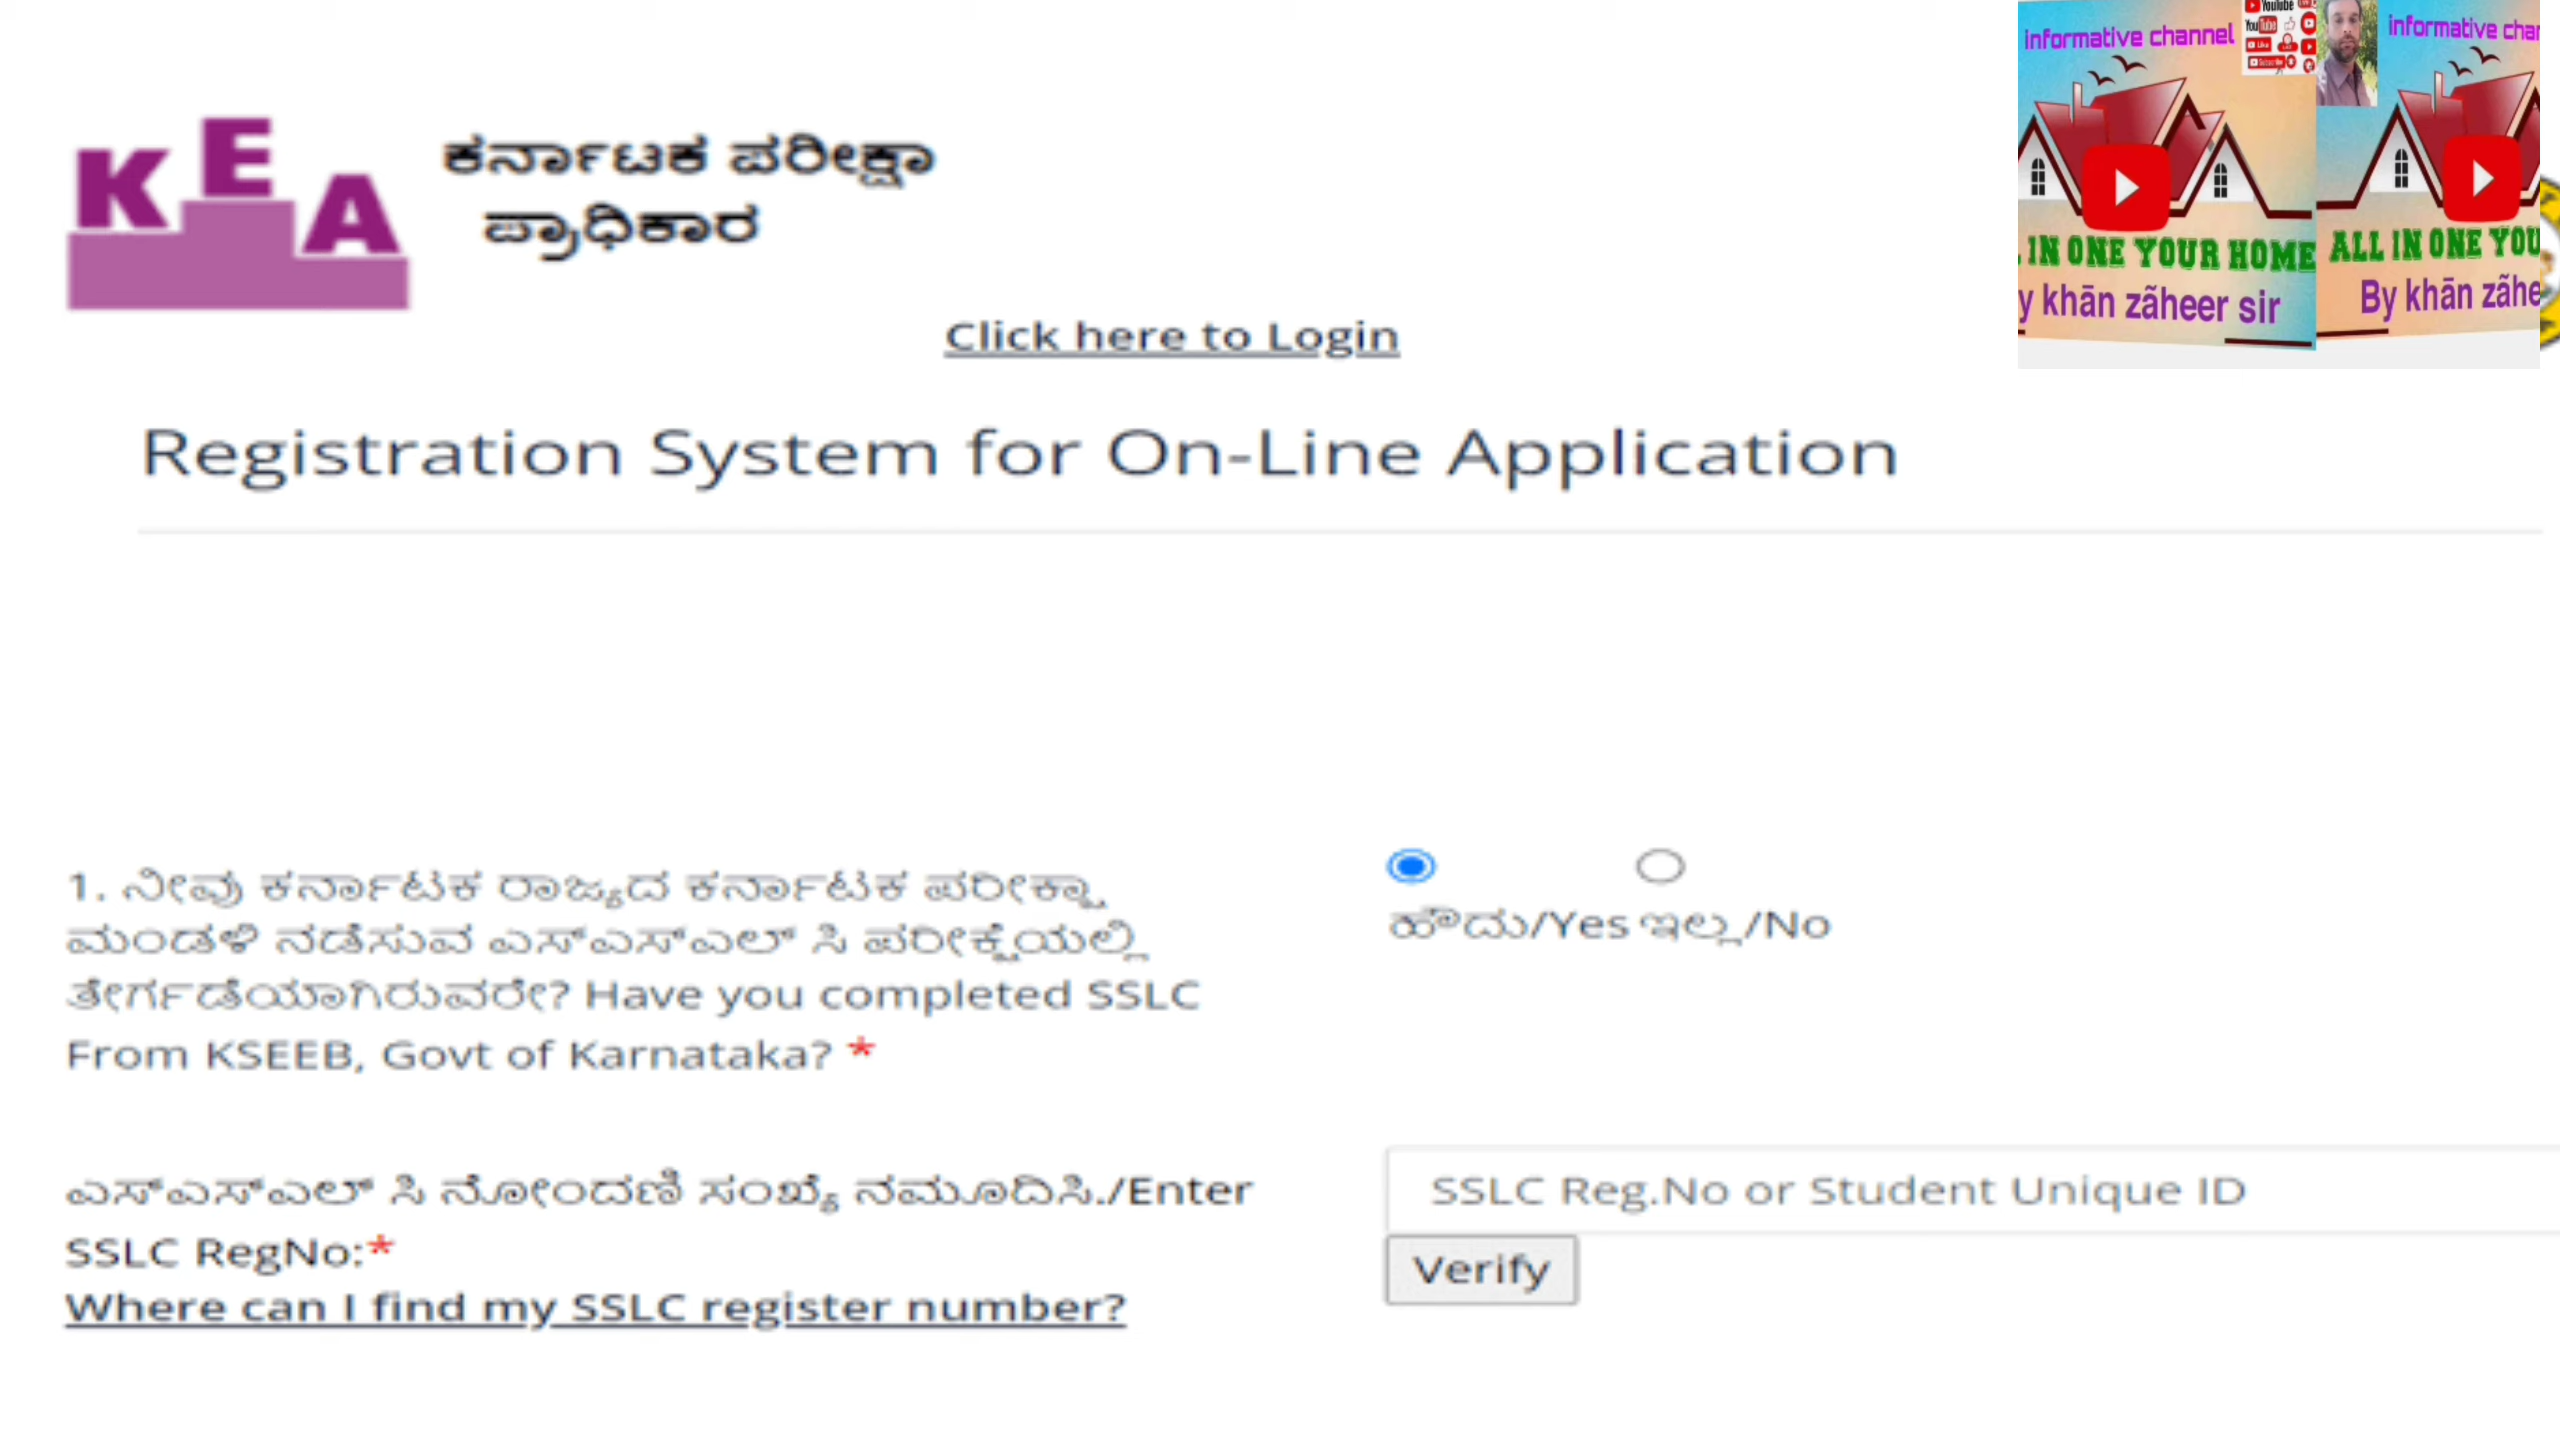 KEA
ಕರ್ನಾಟಕ ಪರೀಕ್ಷಾ
ಪ್ರಾಧಿಕಾರ
informative channel
YouTube
IN ONE YOUR HOME
y khān zãheer sir
informative char
ALL IN ONE YOU
By khān zãhe
Click here to Login
Registration System for On-Line Application
1. ನೀವು ಕರ್ನಾಟಕ ರಾಜ್ಯದ ಕರ್ನಾಟಕ ಪರೀಕ್ಷಾ
ಮಂಡಳಿ ನಡೆಸುವ ಎಸ್ಎಸ್ಎಲ್ ಸಿ ಪರೀಕ್ಷೆಯಲ್ಲಿ
ತೇರ್ಗಡೆಯಾಗಿರುವರೇ? Have you completed SSLC
From KSEEB, Govt of Karnataka? *
ಹೌದು/Yes ಇಲ್ಲ/No
ಎಸ್ಎಸ್ಎಲ್ ಸಿ ನೋಂದಣಿ ಸಂಖ್ಯೆ ನಮೂದಿಸಿ./Enter
SSLC RegNo:*
Where can I find my SSLC register number?
SSLC Reg.No or Student Unique ID
Verify